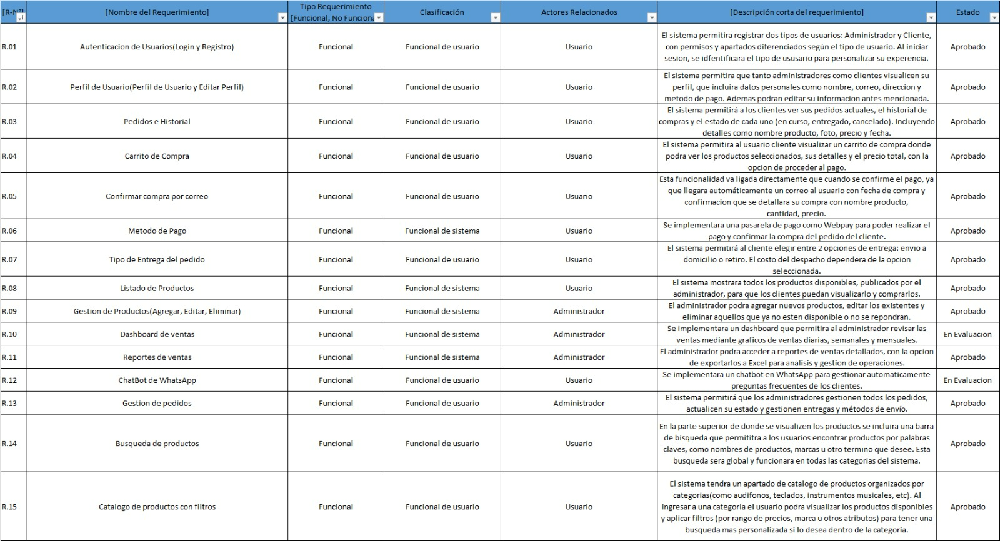 [R-N°] [Nombre del Requerimiento] Tipo Requerimiento Clasificación Actores Relacionados [Descripción corta del requerimiento] Estado
[Funcional, No Funciona
R.01 Autenticacion de Usuarios(Login y Registro) Funcional Funcional de usuario Usuario El sistema permitira registrar dos tipos de usuarios: Administrador y Cliente,
con permisos y apartados diferenciados según el tipo de usuario. Al iniciar
sesion, se idfentificara el tipo de ususario para personalizar su experencia. Aprobado
R.02 Perfil de Usuario(Perfil de Usuario y Editar Perfil) Funcional Funcional de usuario Usuario El sistema permitira que tanto administradores como clientes visualicen su
perfil, que incluira datos personales como nombre, correo, direccion y
metodo de pago. Ademas podran editar su informacion antes mencionada. Aprobado
R.03 Pedidos e Historial Funcional Funcional de usuario Usuario El sistema permitirá a los clientes ver sus pedidos actuales, el historial de
compras y el estado de cada uno (en curso, entregado, cancelado). Incluyendo
detalles como nombre producto, foto, precio y fecha. Aprobado
R.04 Carrito de Compra Funcional Funcional de usuario Usuario El sistema permitira al usuario cliente visualizar un carrito de compra donde
podra ver los productos seleccionados, sus detalles y el precio total, con la
opcion de proceder al pago. Aprobado
R.05 Confirmar compra por correo Funcional Funcional de usuario Usuario Esta funcionalidad va ligada directamente que cuando se confirme el pago, ya
que llegara automáticamente un correo al usuario con fecha de compra y
confirmacion que se detallara su compra con nombre producto,
cantidad, precio. Aprobado
R.06 Metodo de Pago Funcional Funcional de sistema Usuario Se implementara una pasarela de pago como Webpay para poder realizar el
pago y confirmar la compra del pedido del cliente. Aprobado
R.07 Tipo de Entrega del pedido Funcional Funcional de usuario Usuario El sistema permitirá al cliente elegir entre 2 opciones de entrega: envio a
domicilio o retiro. El costo del despacho dependera de la opcion
seleccionada. Aprobado
R.08 Listado de Productos Funcional Funcional de sistema Usuario El sistema mostrara todos los productos disponibles, publicados por el
administrador, para que los clientes puedan visualizarlo y comprarlos. Aprobado
R.09 Gestion de Productos(Agregar, Editar, Eliminar) Funcional Funcional de sistema Administrador El administrador podra agregar nuevos productos, editar los existentes y
eliminar aquellos que ya no esten disponible o no se repondran. Aprobado
R.10 Dashboard de ventas Funcional Funcional de sistema Administrador Se implementara un dashboard que permitira al administrador revisar las
ventas mediante graficos de ventas diarias, semanales y mensuales. En Evaluacion
R.11 Reportes de ventas Funcional Funcional de sistema Administrador El administrador podra acceder a reportes de ventas detallados, con la opcion
de exportarlos a Excel para analisis y gestion de operaciones. Aprobado
R.12 ChatBot de WhatsApp Funcional Funcional de usuario Usuario Se implementara un chatbot en WhatsApp para gestionar automaticamente
preguntas frecuentes de los clientes. En Evaluacion
R.13 Gestion de pedidos Funcional Funcional de usuario Administrador El sistema permitirá que los administradores gestionen todos los pedidos,
actualicen su estado y gestionen entregas y métodos de envío. Aprobado
R.14 Busqueda de productos Funcional Funcional de usuario Usuario En la parte superior de donde se visualizen los productos se incluira una barra
de bisqueda que permititra a los usuarios encontrar productos por palabras
claves, como nombres de productos, marcas u otro termino que desee. Esta
busqueda sera global y funcionara en todas las categorias del sistema. Aprobado
R.15 Catalogo de productos con filtros Funcional Funcional de usuario Usuario El sistema tendra un apartado de catalogo de productos organizados por
categorias(como audifonos, teclados, instrumentos musicales, etc). Al
ingresar a una categoria el usuario podra visualizar los productos disponibles
y aplicar filtros (por rango de precios, marca u otros atributos) para tener una
busqueda mas personalizada si lo desea dentro de la categoria. Aprobado